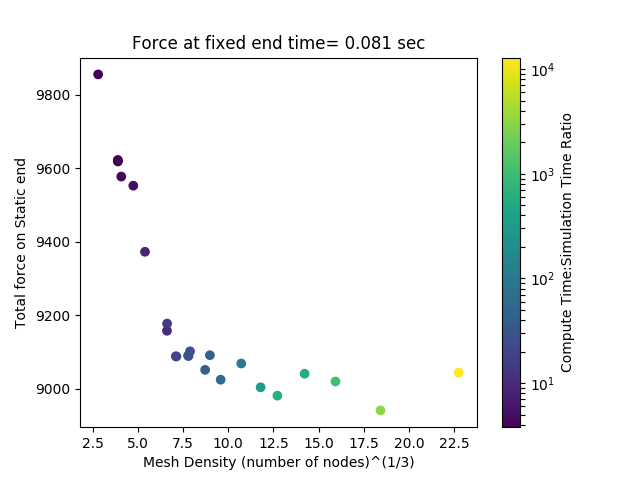 Force at fixed end time= 0.081 sec
Total force on Static end
9800
9600
9400
9200
9000
2.5 5.0 7.5 10.0 12.5 15.0 17.5 20.0 22.5
Mesh Density (number of nodes)^(1/3)
10^4
10^3
10^2
10^1
Compute Time:Simulation Time Ratio